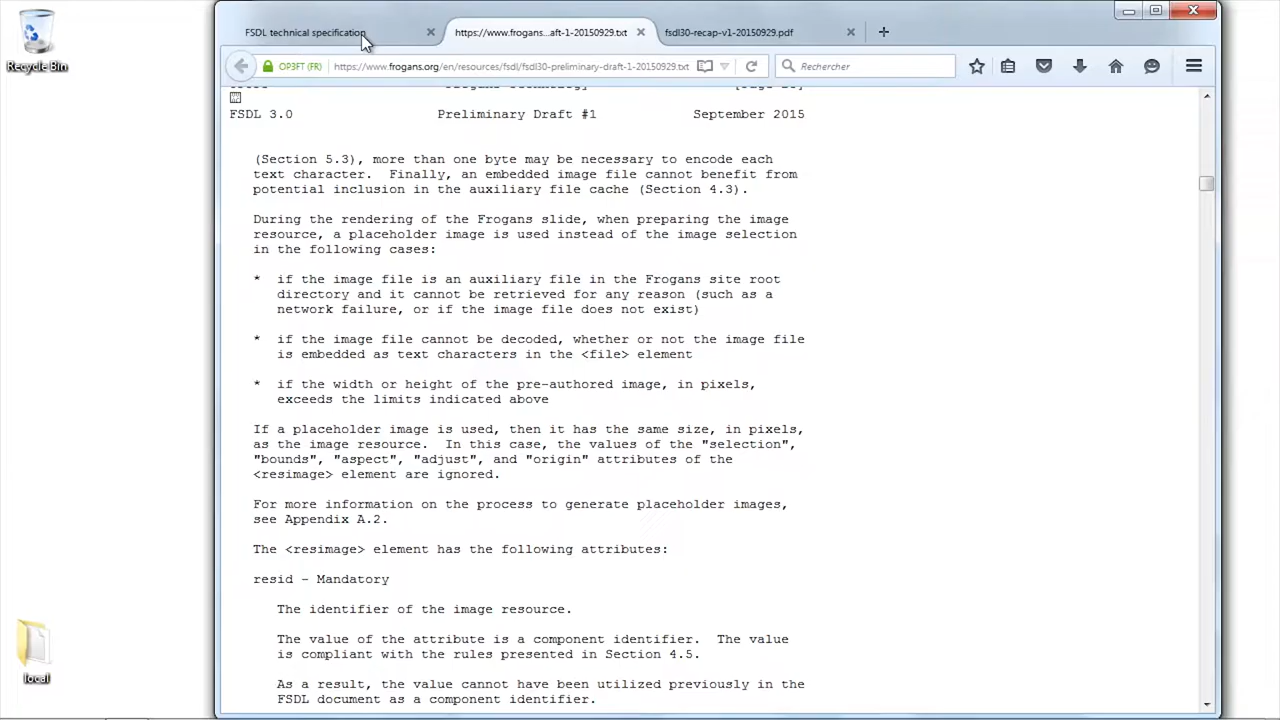 Recycle Bin
local
FSDL technical specification
https://www.frogans...aft-1-20150929.txt
fsdl30-recap-v1-20150929.pdf
OP3FT (FR)
https://www.frogans.org/en/resources/fsdl/fsdl30-preliminary-draft-1-20150929.txt
Rechercher
FSDL 3.0 Preliminary Draft #1 September 2015
(Section 5.3), more than one byte may be necessary to encode each
text character. Finally, an embedded image file cannot benefit from
potential inclusion in the auxiliary file cache (Section 4.3).
During the rendering of the Frogans slide, when preparing the image
resource, a placeholder image is used instead of the image selection
in the following cases:
* if the image file is an auxiliary file in the Frogans site root
directory and it cannot be retrieved for any reason (such as a
network failure, or if the image file does not exist)
* if the image file cannot be decoded, whether or not the image file
is embedded as text characters in the <file> element
* if the width or height of the pre-authored image, in pixels,
exceeds the limits indicated above
If a placeholder image is used, then it has the same size, in pixels,
as the image resource. In this case, the values of the "selection",
"bounds", "aspect", "adjust", and "origin" attributes of the
<resimage> element are ignored.
For more information on the process to generate placeholder images,
see Appendix A.2.
The <resimage> element has the following attributes:
resid - Mandatory
The identifier of the image resource.
The value of the attribute is a component identifier. The value
is compliant with the rules presented in Section 4.5.
As a result, the value cannot have been utilized previously in the
FSDL document as a component identifier.